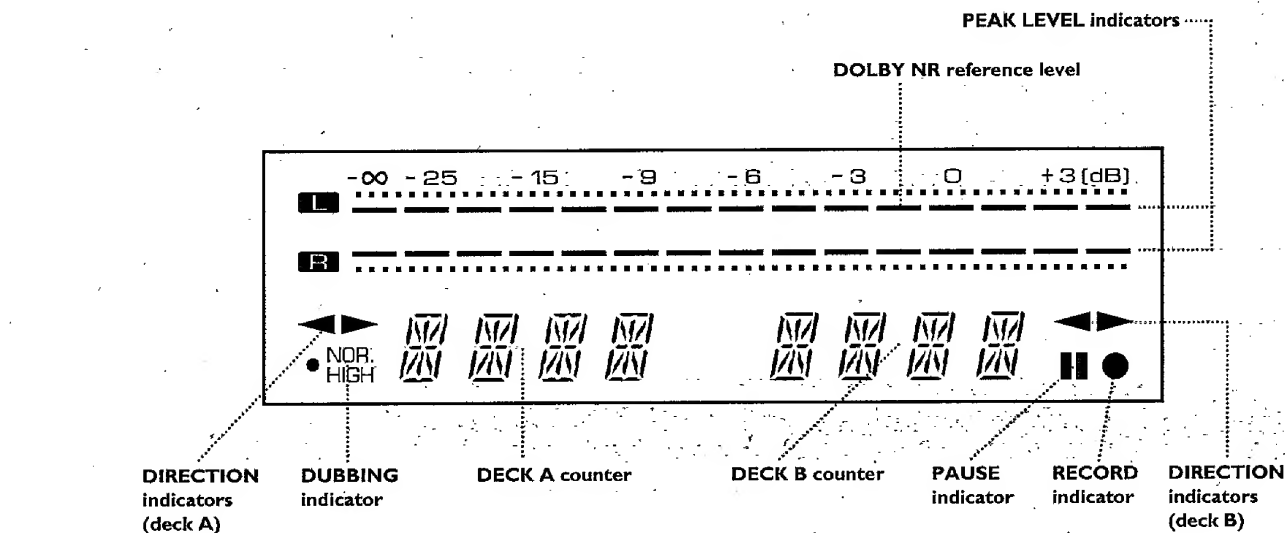 PEAK LEVEL indicators
DOLBY NR reference level
-∞ -25 -15 -9 -6 -3 0 +3 [dB]
L
R
NOR.
HIGH
DIRECTION
indicators
(deck A)
DUBBING
indicator
DECK A counter
DECK B counter
PAUSE
indicator
RECORD
indicator
DIRECTION
indicators
(deck B)